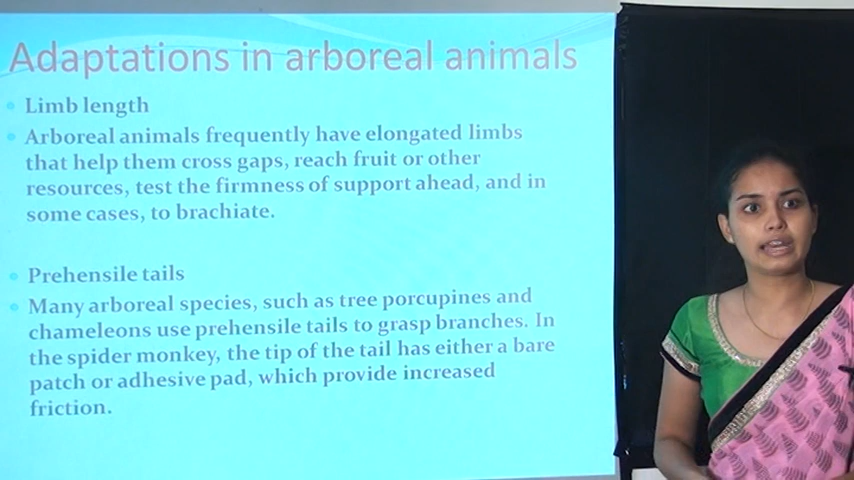 Adaptations in arboreal animals
Limb length
Arboreal animals frequently have elongated limbs
that help them cross gaps, reach fruit or other
resources, test the firmness of support ahead, and in
some cases, to brachiate.
Prehensile tails
Many arboreal species, such as tree porcupines and
chameleons use prehensile tails to grasp branches. In
the spider monkey, the tip of the tail has either a bare
patch or adhesive pad, which provide increased
friction.